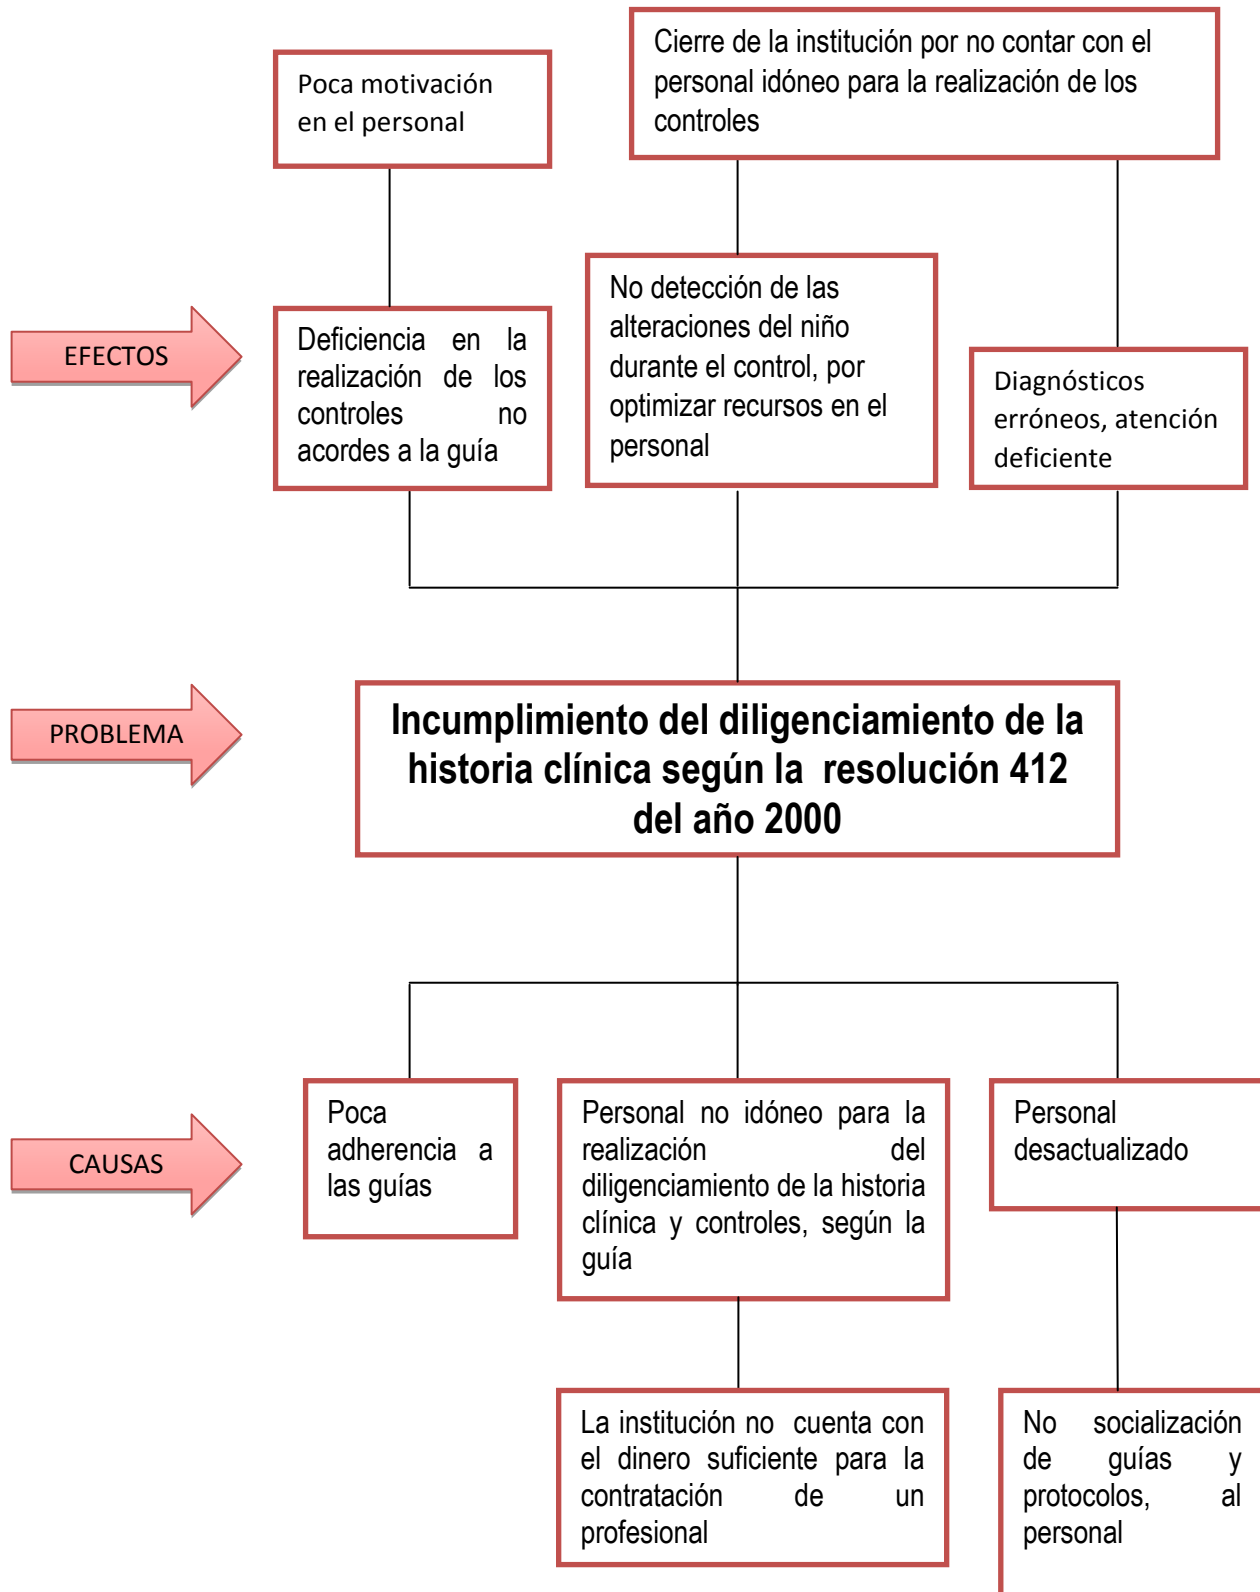 Poca motivación
en el personal
Cierre de la institución por no contar con el
personal idóneo para la realización de los
controles
EFECTOS
Deficiencia en la
realización de los
controles no
acordes a la guía
No detección de las
alteraciones del niño
durante el control, por
optimizar recursos en el
personal
Diagnósticos
erróneos, atención
deficiente
PROBLEMA
Incumplimiento del diligenciamiento de la
historia clínica según la resolución 412
del año 2000
CAUSAS
Poca
adherencia a
las guías
Personal no idóneo para la
realización del
diligenciamiento de la historia
clínica y controles, según la
guía
Personal
desactualizado
La institución no cuenta con
el dinero suficiente para la
contratación de un
profesional
No socialización
de guías y
protocolos, al
personal